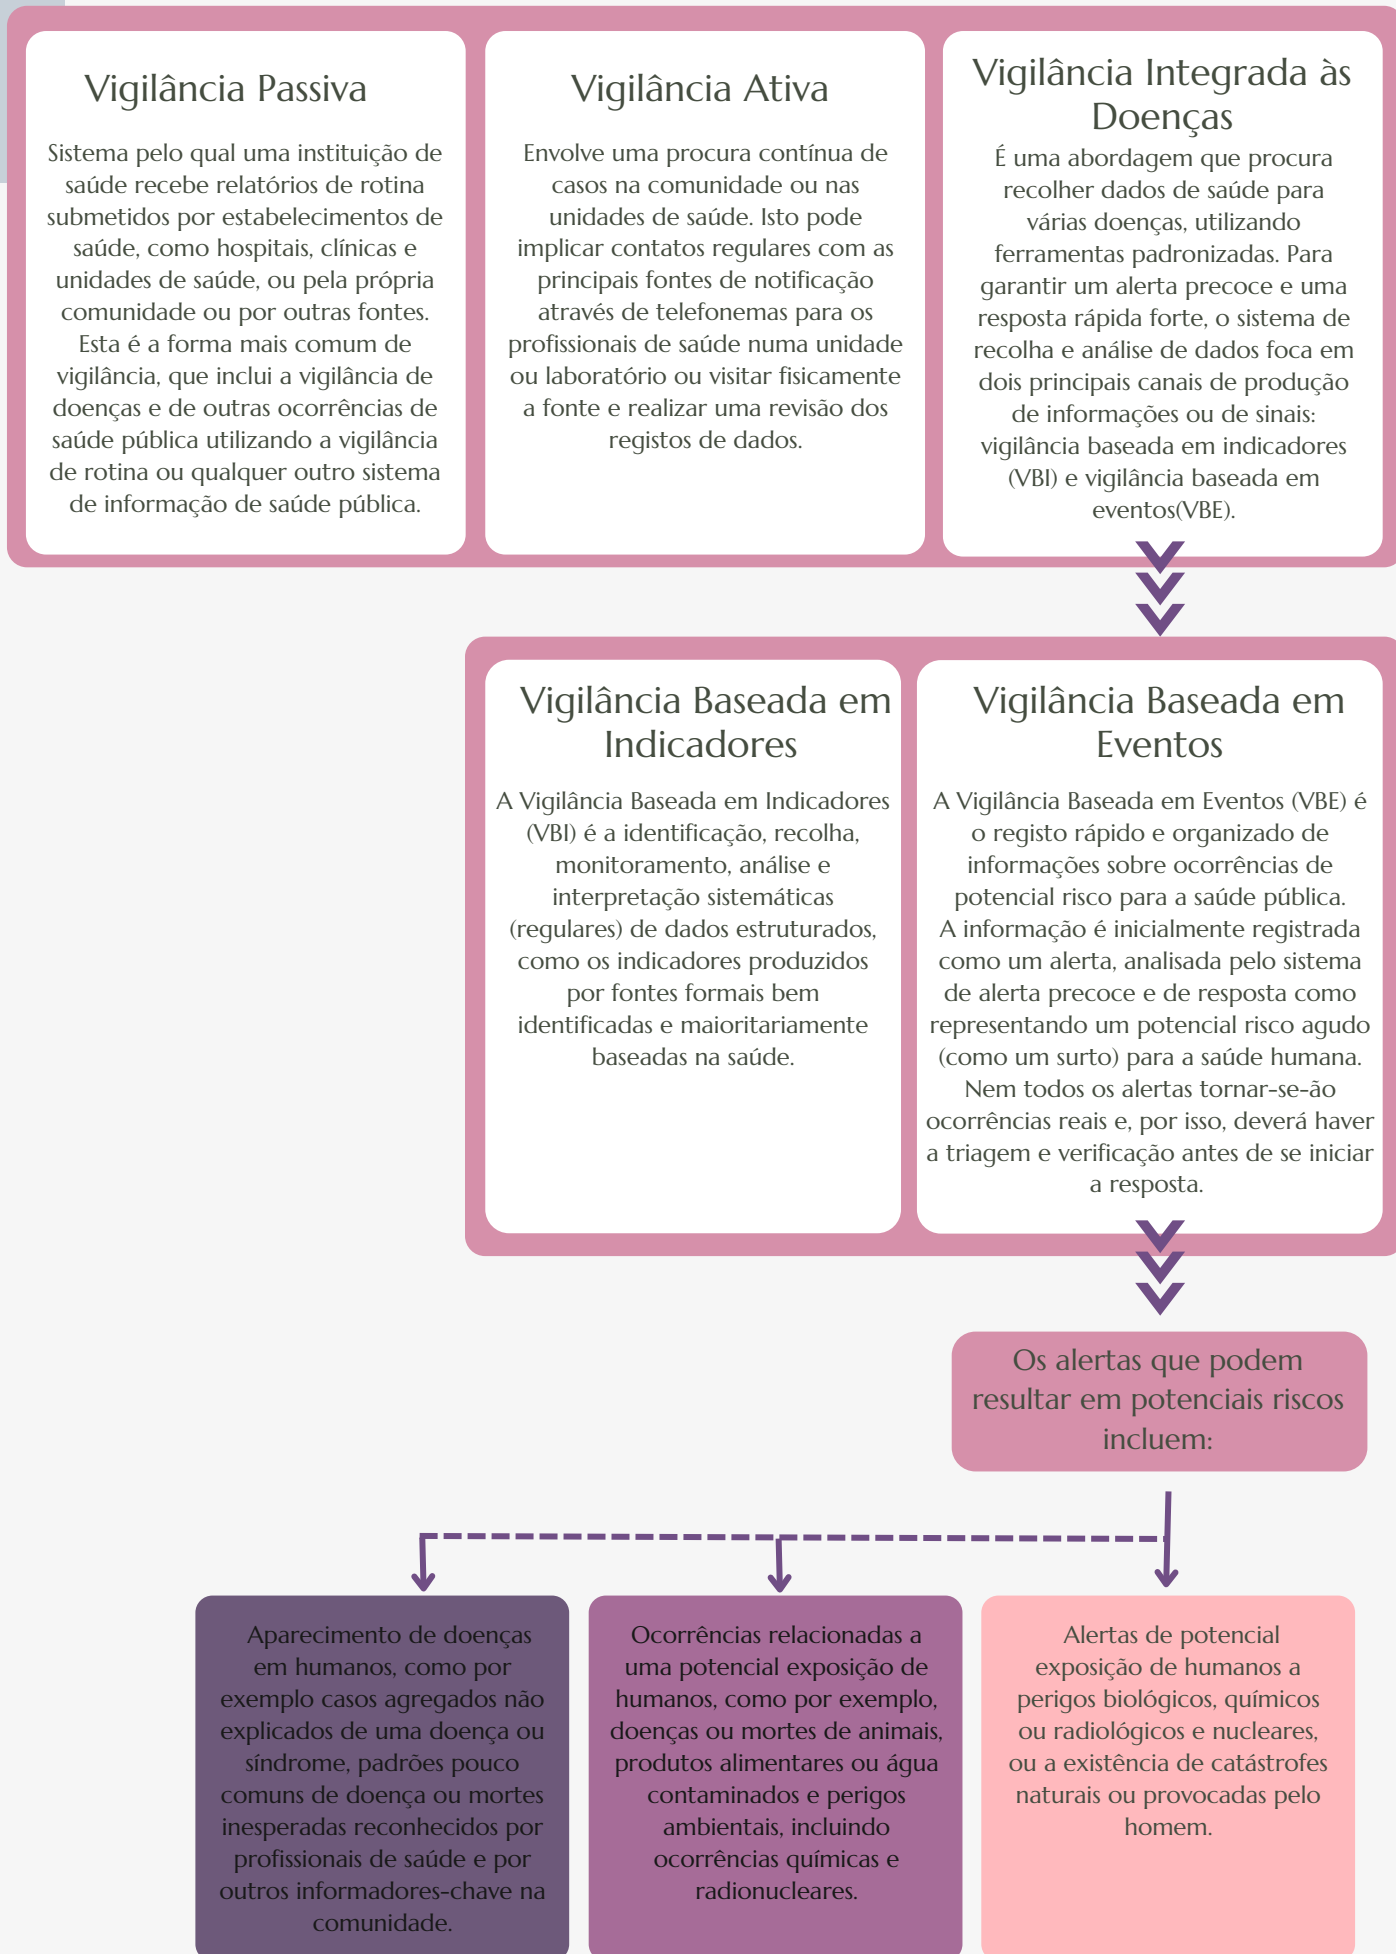 Vigilância Passiva
Sistema pelo qual uma instituição de
saúde recebe relatórios de rotina
submetidos por estabelecimentos de
saúde, como hospitais, clínicas e
unidades de saúde, ou pela própria
comunidade ou por outras fontes.
Esta é a forma mais comum de
vigilância, que inclui a vigilância de
doenças e de outras ocorrências de
saúde pública utilizando a vigilância
de rotina ou qualquer outro sistema
de informação de saúde pública.
Vigilância Ativa
Envolve uma procura contínua de
casos na comunidade ou nas
unidades de saúde. Isto pode
implicar contatos regulares com as
principais fontes de notificação
através de telefonemas para os
profissionais de saúde numa unidade
ou laboratório ou visitar fisicamente
a fonte e realizar uma revisão dos
registos de dados.
Vigilância Integrada às
Doenças
É uma abordagem que procura
recolher dados de saúde para
várias doenças, utilizando
ferramentas padronizadas. Para
garantir um alerta precoce e uma
resposta rápida forte, o sistema de
recolha e análise de dados foca em
dois principais canais de produção
de informações ou de sinais:
vigilância baseada em indicadores
(VBI) e vigilância baseada em
eventos(VBE).
Vigilância Baseada em
Indicadores
A Vigilância Baseada em Indicadores
(VBI) é a identificação, recolha,
monitoramento, análise e
interpretação sistemáticas
(regulares) de dados estruturados,
como os indicadores produzidos
por fontes formais bem
identificadas e maioritariamente
baseadas na saúde.
Vigilância Baseada em
Eventos
A Vigilância Baseada em Eventos (VBE) é
o registo rápido e organizado de
informações sobre ocorrências de
potencial risco para a saúde pública.
A informação é inicialmente registrada
como um alerta, analisada pelo sistema
de alerta precoce e de resposta como
representando um potencial risco agudo
(como um surto) para a saúde humana.
Nem todos os alertas tornar-se-ão
ocorrências reais e, por isso, deverá haver
a triagem e verificação antes de se iniciar
a resposta.
Os alertas que podem
resultar em potenciais riscos
incluem:
Aparecimento de doenças
em humanos, como por
exemplo casos agregados não
explicados de uma doença ou
síndrome, padrões pouco
comuns de doença ou mortes
inesperadas reconhecidos por
profissionais de saúde e por
outros informadores-chave na
comunidade.
Ocorrências relacionadas a
uma potencial exposição de
humanos, como por exemplo,
doenças ou mortes de animais,
produtos alimentares ou água
contaminados e perigos
ambientais, incluindo
ocorrências químicas e
radionucleares.
Alertas de potencial
exposição de humanos a
perigos biológicos, químicos
ou radiológicos e nucleares,
ou a existência de catástrofes
naturais ou provocadas pelo
homem.